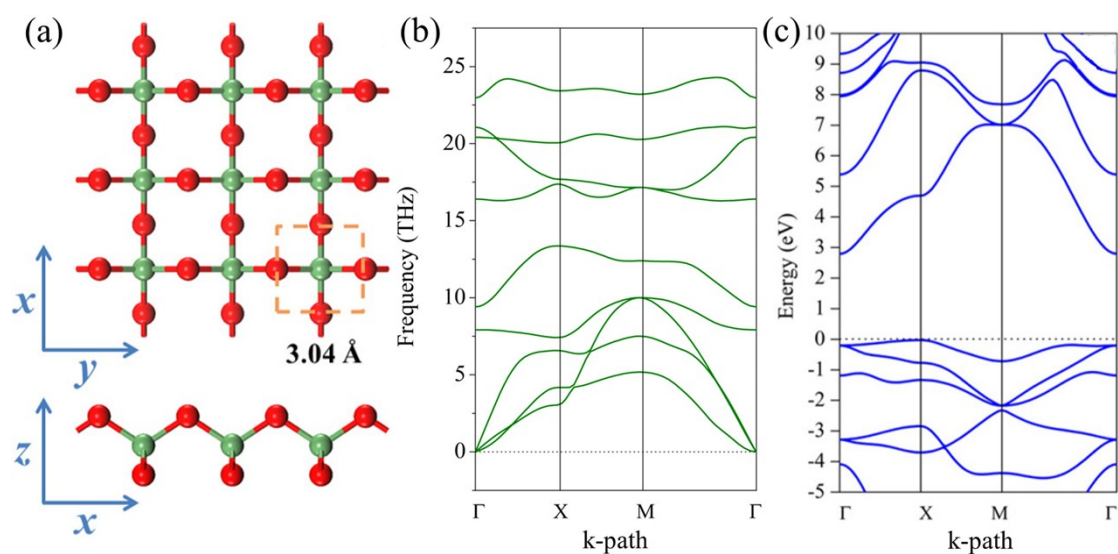 (a)
x
y
3.04 Å
z
x
(b)
Frequency (THz)
25
20
15
10
5
0
Γ X M Γ
k-path
(c)
Energy (eV)
10
9
8
7
6
5
4
3
2
1
0
-1
-2
-3
-4
-5
Γ X M Γ
k-path